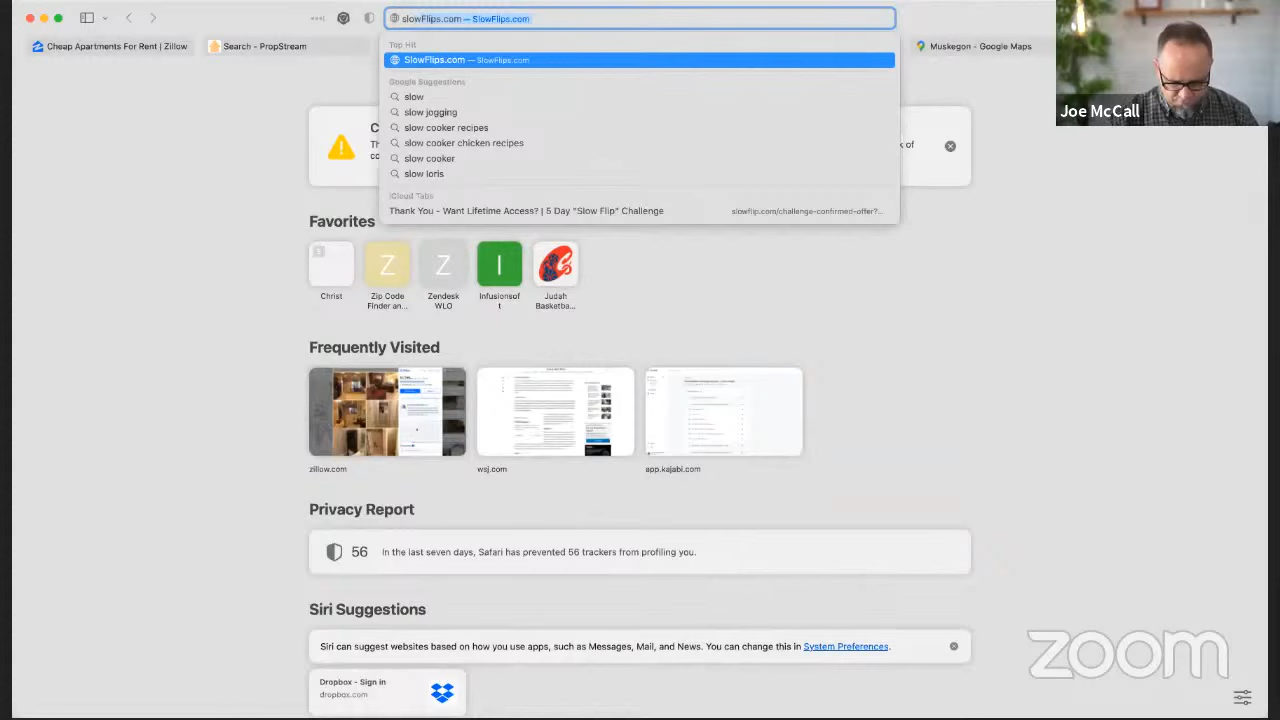 slowFlips.com — SlowFlips.com
Cheap Apartments For Rent | Zillow
Search - PropStream
Muskegon - Google Maps
Top Hit
SlowFlips.com — SlowFlips.com
Google Suggestions
slow
slow jogging
slow cooker recipes
slow cooker chicken recipes
slow cooker
slow loris
iCloud Tabs
Thank You - Want Lifetime Access? | 5 Day "Slow Flip" Challenge
slowflip.com/challenge-confirmed-offer?...
Joe McCall
C
Th
k of
co
Favorites
Z
Z
I
Christ
Zip Code
Finder an...
Zendesk
WLO
Infusionsof
t
Judah
Basketba...
Frequently Visited
zillow.com
wsj.com
app.kajabi.com
Privacy Report
56
In the last seven days, Safari has prevented 56 trackers from profiling you.
Siri Suggestions
Siri can suggest websites based on how you use apps, such as Messages, Mail, and News. You can change this in System Preferences.
Dropbox - Sign in
dropbox.com
zoom